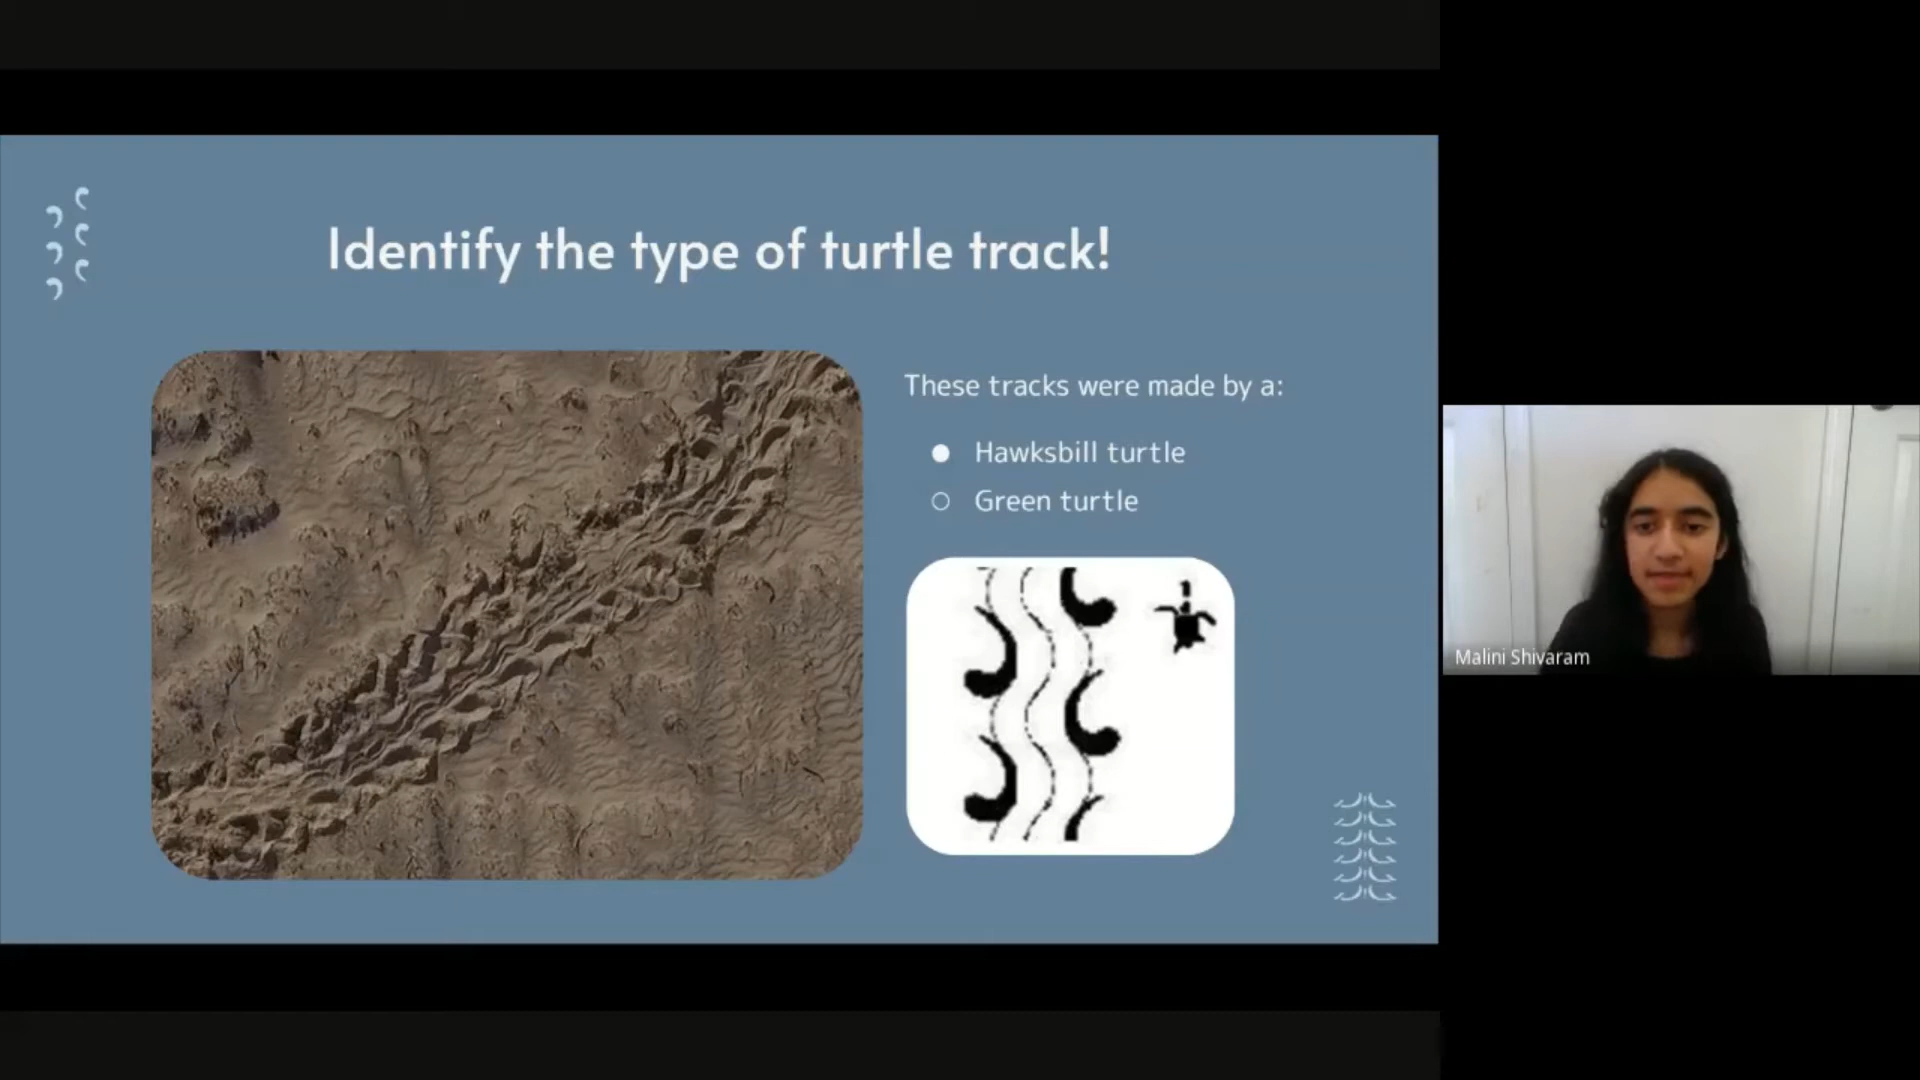 Identify the type of turtle track!
These tracks were made by a:
Hawksbill turtle
Green turtle
Malini Shivaram